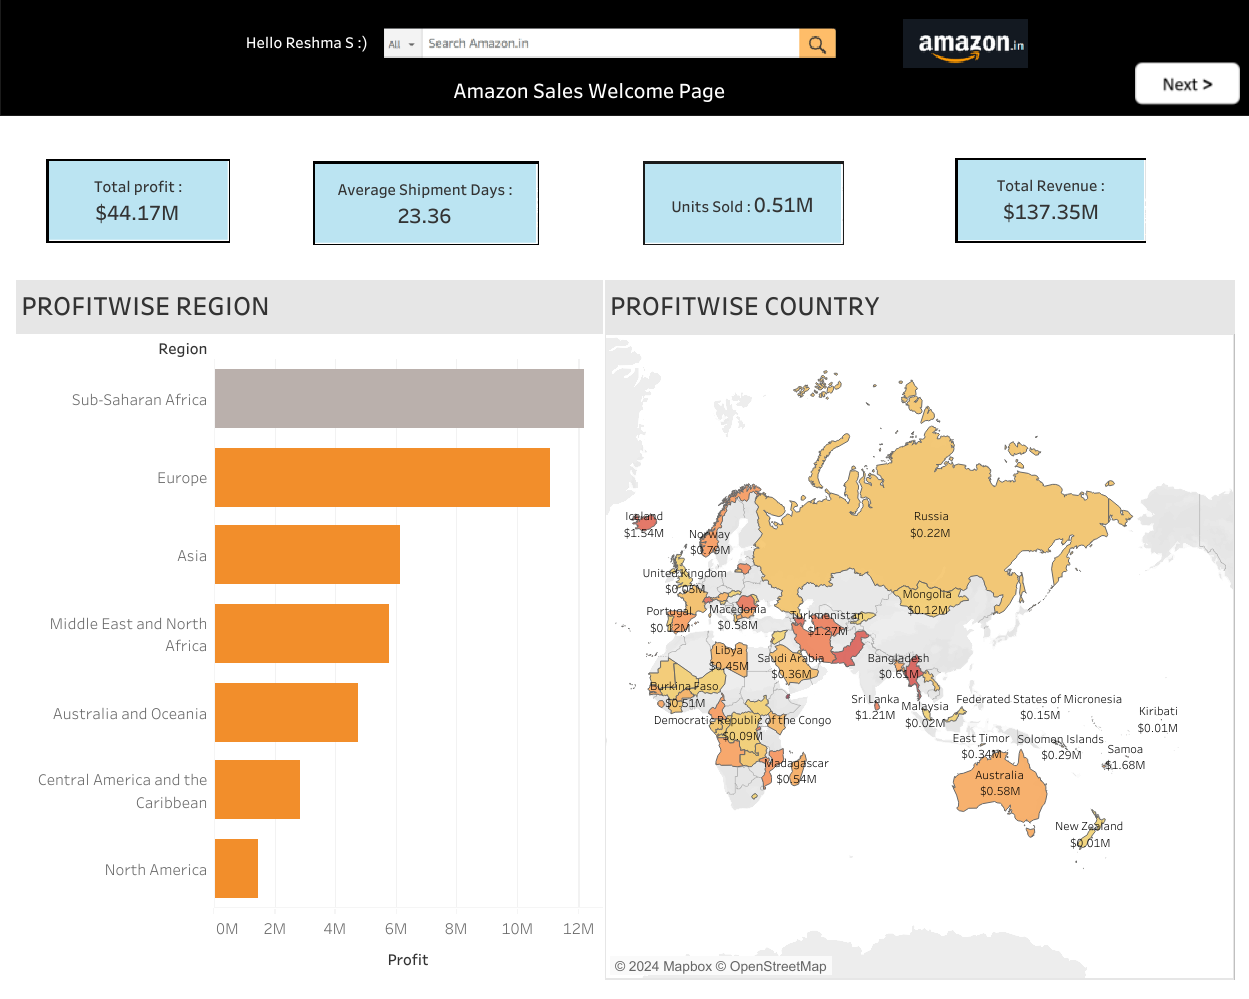 Hello Reshma S :)
All
Search Amazon.in
amazon.in
Amazon Sales Welcome Page
Next >
Total profit :
$44.17M
Average Shipment Days :
23.36
Units Sold : 0.51M
Total Revenue :
$137.35M
PROFITWISE REGION
Region
Sub-Saharan Africa
Europe
Asia
Middle East and North
Africa
Australia and Oceania
Central America and the
Caribbean
North America
0M 2M 4M 6M 8M 10M 12M
Profit
PROFITWISE COUNTRY
Russia
$0.22M
Iceland
$1.54M
Norway
$0.79M
United Kingdom
$0.05M
Mongolia
$0.12M
Portugal
$0.12M
Macedonia
$0.58M
Turkmenistan
$1.27M
Libya
$0.45M
Saudi Arabia
$0.36M
Bangladesh
$0.61M
Burkina Faso
$0.51M
Sri Lanka
$1.21M
Malaysia
$0.02M
Federated States of Micronesia
$0.15M
Kiribati
$0.01M
Democratic Republic of the Congo
$0.09M
East Timor
$0.34M
Solomon Islands
$0.29M
Samoa
$1.68M
Madagascar
$0.54M
Australia
$0.58M
New Zealand
$0.01M
© 2024 Mapbox © OpenStreetMap